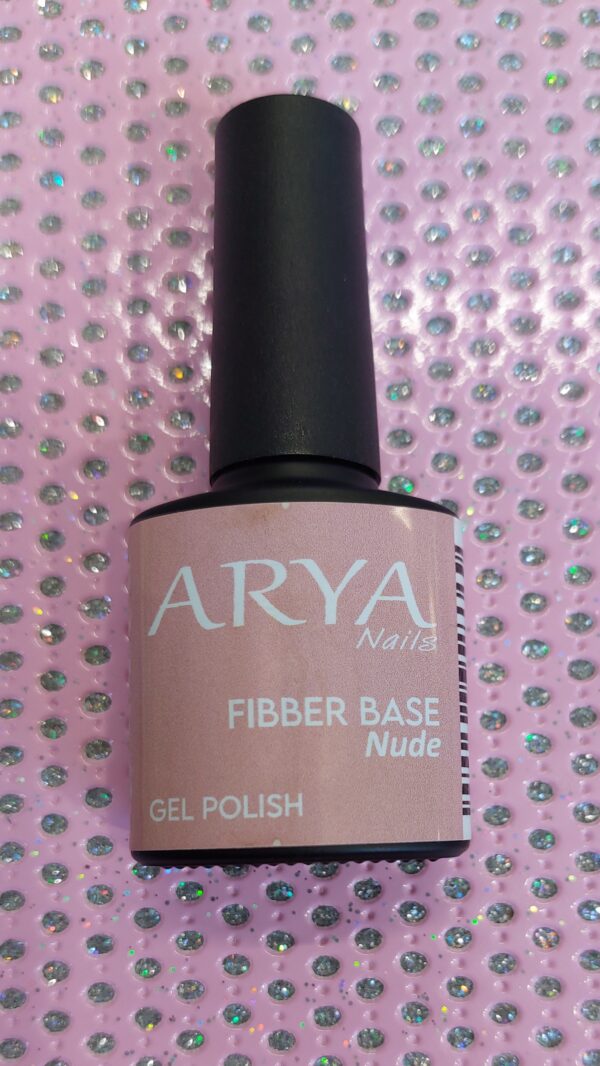 ARYA
Nails
FIBBER BASE
Nude
GEL POLISH